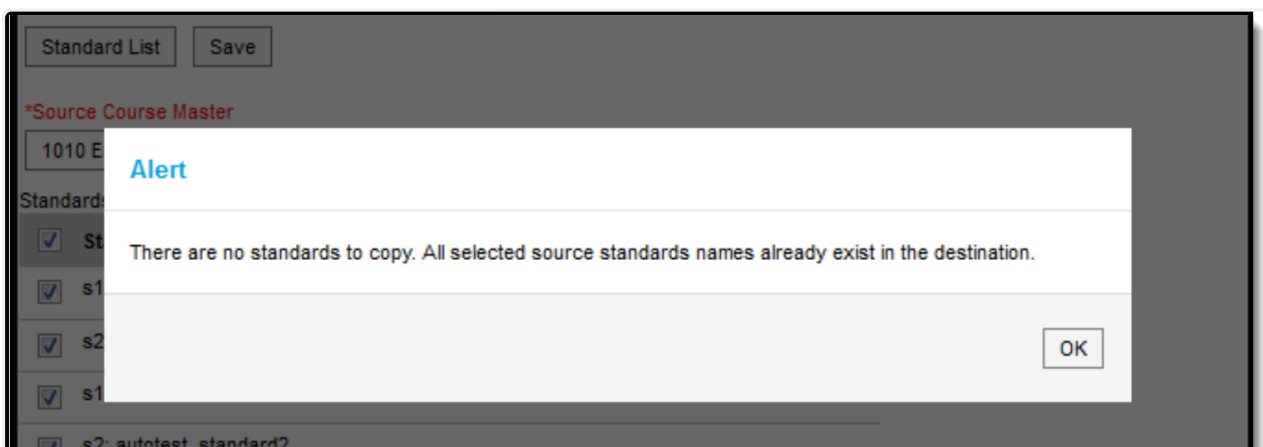 Standard List Save
*Source Course Master
1010 E
Standards
St
s1
s2
s1
s2: autotest_standard2
Alert
There are no standards to copy. All selected source standards names already exist in the destination.
OK